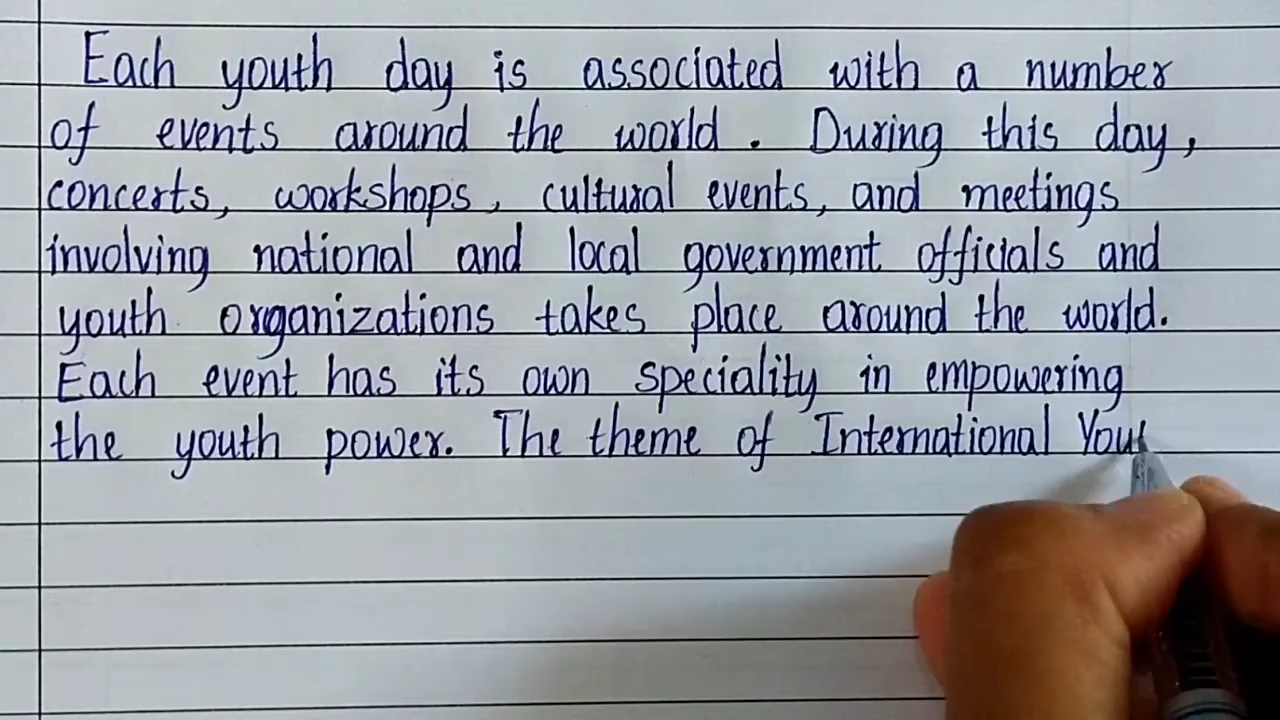 Each youth day is associated with a number
of events around the world. During this day,
concerts, workshops, cultural events, and meetings
involving national and local government officials and
youth organizations takes place around the world.
Each event has its own speciality in empowering
the youth power. The theme of International You